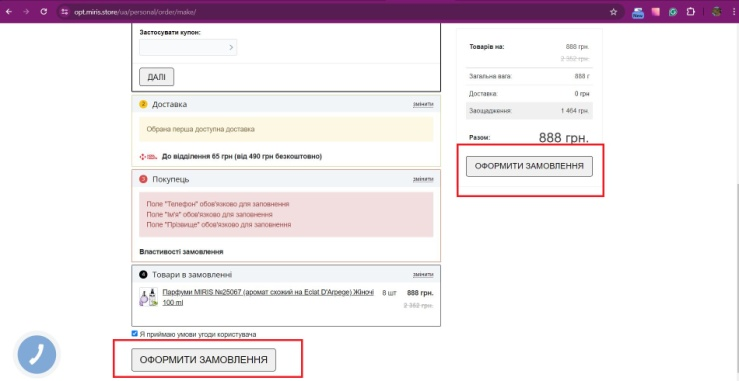 opt.miris.store/ua/personal/order/make/
Застосувати купон:
ДАЛІ
2 Доставка змінити
Обрана перша доступна доставка
До відділення 65 грн (від 490 грн безкоштовно)
3 Покупець змінити
Поле "Телефон" обов'язково для заповнення
Поле "Ім'я" обов'язково для заповнення
Поле "Прізвище" обов'язково для заповнення
Властивості замовлення
4 Товари в замовленні змінити
Парфуми MIRIS №25067 (аромат схожий на Eclat D'Arpege) Жіночі 8 шт 888 грн.
100 ml 2 352 грн.
Я приймаю умови угоди користувача
ОФОРМИТИ ЗАМОВЛЕННЯ
Товарів на: 888 грн.
2 352 грн.
Загальна вага: 888 г
Доставка: 0 грн
Заощадження: 1 464 грн.
Разом: 888 грн.
ОФОРМИТИ ЗАМОВЛЕННЯ